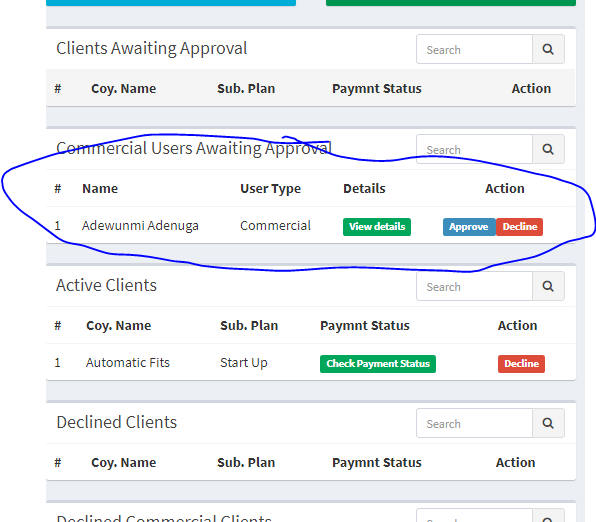 Clients Awaiting Approval Search
# Coy. Name Sub. Plan Paymnt Status Action
Commercial Users Awaiting Approval Search
# Name User Type Details Action
1 Adewunmi Adenuga Commercial View details Approve Decline
Active Clients Search
# Coy. Name Sub. Plan Paymnt Status Action
1 Automatic Fits Start Up Check Payment Status Decline
Declined Clients Search
# Coy. Name Sub. Plan Paymnt Status Action
Declined Commercial Clients Search